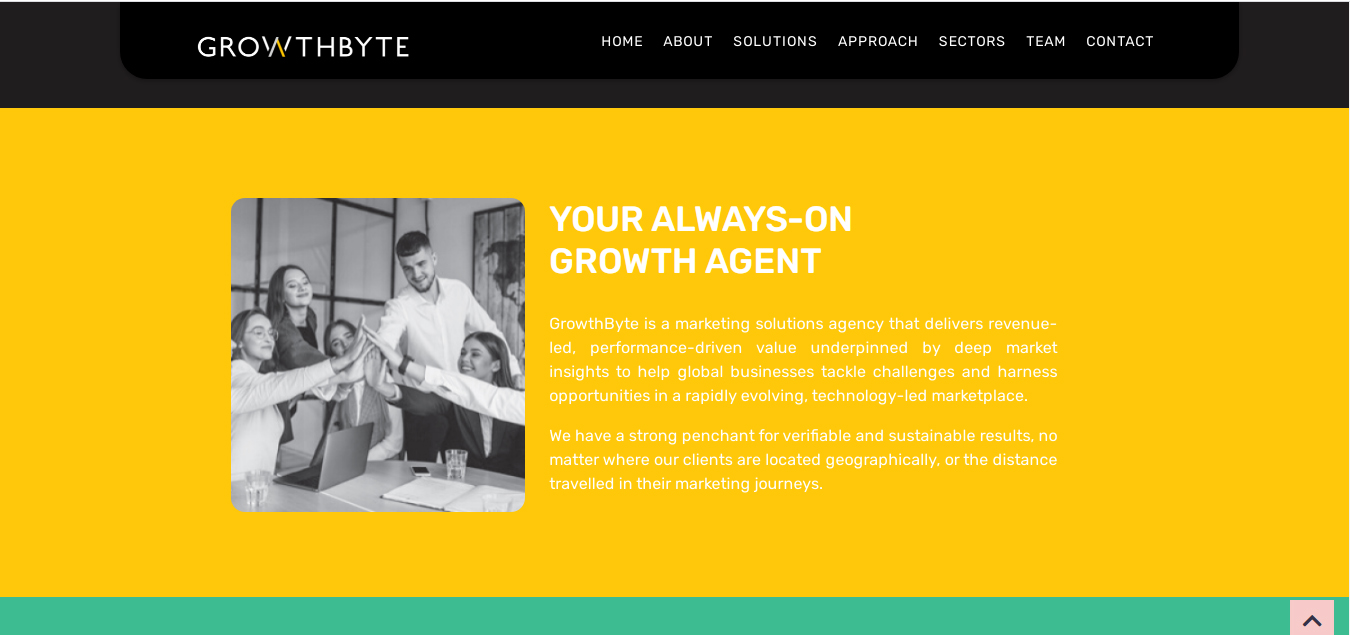 GROWTHBYTE
HOME ABOUT SOLUTIONS APPROACH SECTORS TEAM CONTACT
YOUR ALWAYS-ON
GROWTH AGENT
GrowthByte is a marketing solutions agency that delivers revenue-
led, performance-driven value underpinned by deep market
insights to help global businesses tackle challenges and harness
opportunities in a rapidly evolving, technology-led marketplace.
We have a strong penchant for verifiable and sustainable results, no
matter where our clients are located geographically, or the distance
travelled in their marketing journeys.